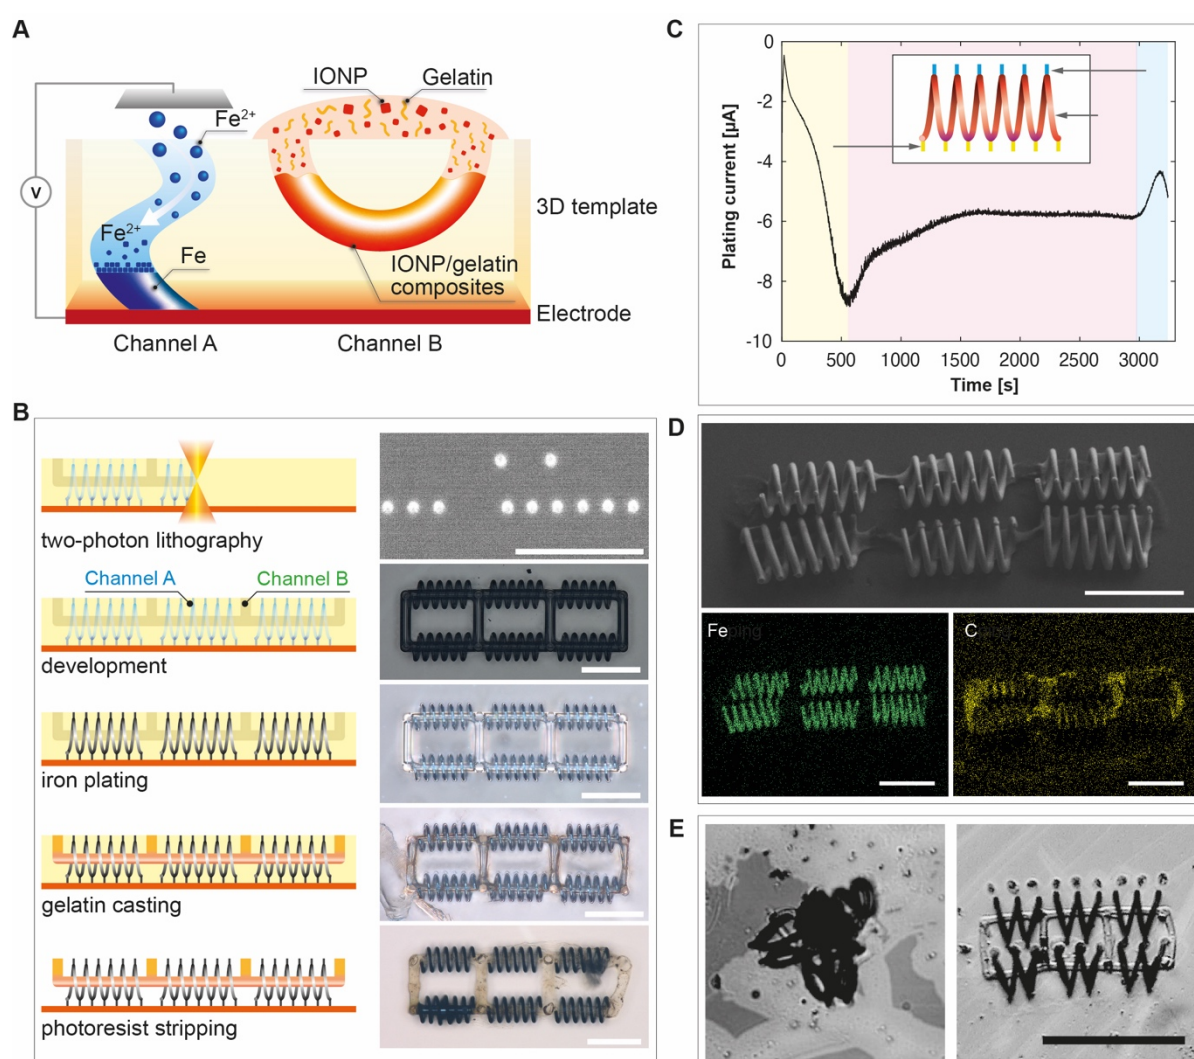 A
IONP
Gelatin
Fe2+
V
Fe2+
Fe
3D template
IONP/gelatin
composites
Electrode
Channel A
Channel B
B
two-photon lithography
Channel A
Channel B
development
iron plating
gelatin casting
photoresist stripping
C
Plating current [µA]
0
-2
-4
-6
-8
-10
0
500
1000
1500
2000
2500
3000
Time [s]
D
Fe
C
E